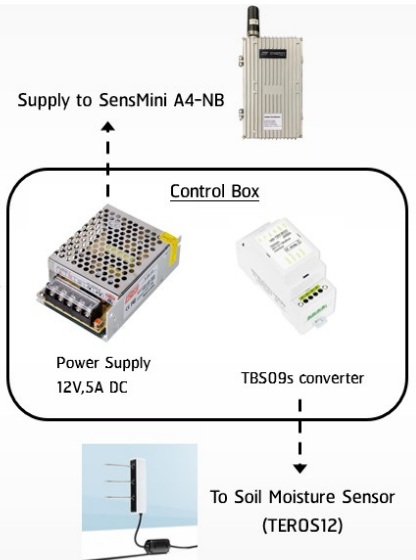 Supply to SensMini A4-NB
Control Box
Power Supply
12V,5A DC
TBS09s converter
To Soil Moisture Sensor
(TEROS12)